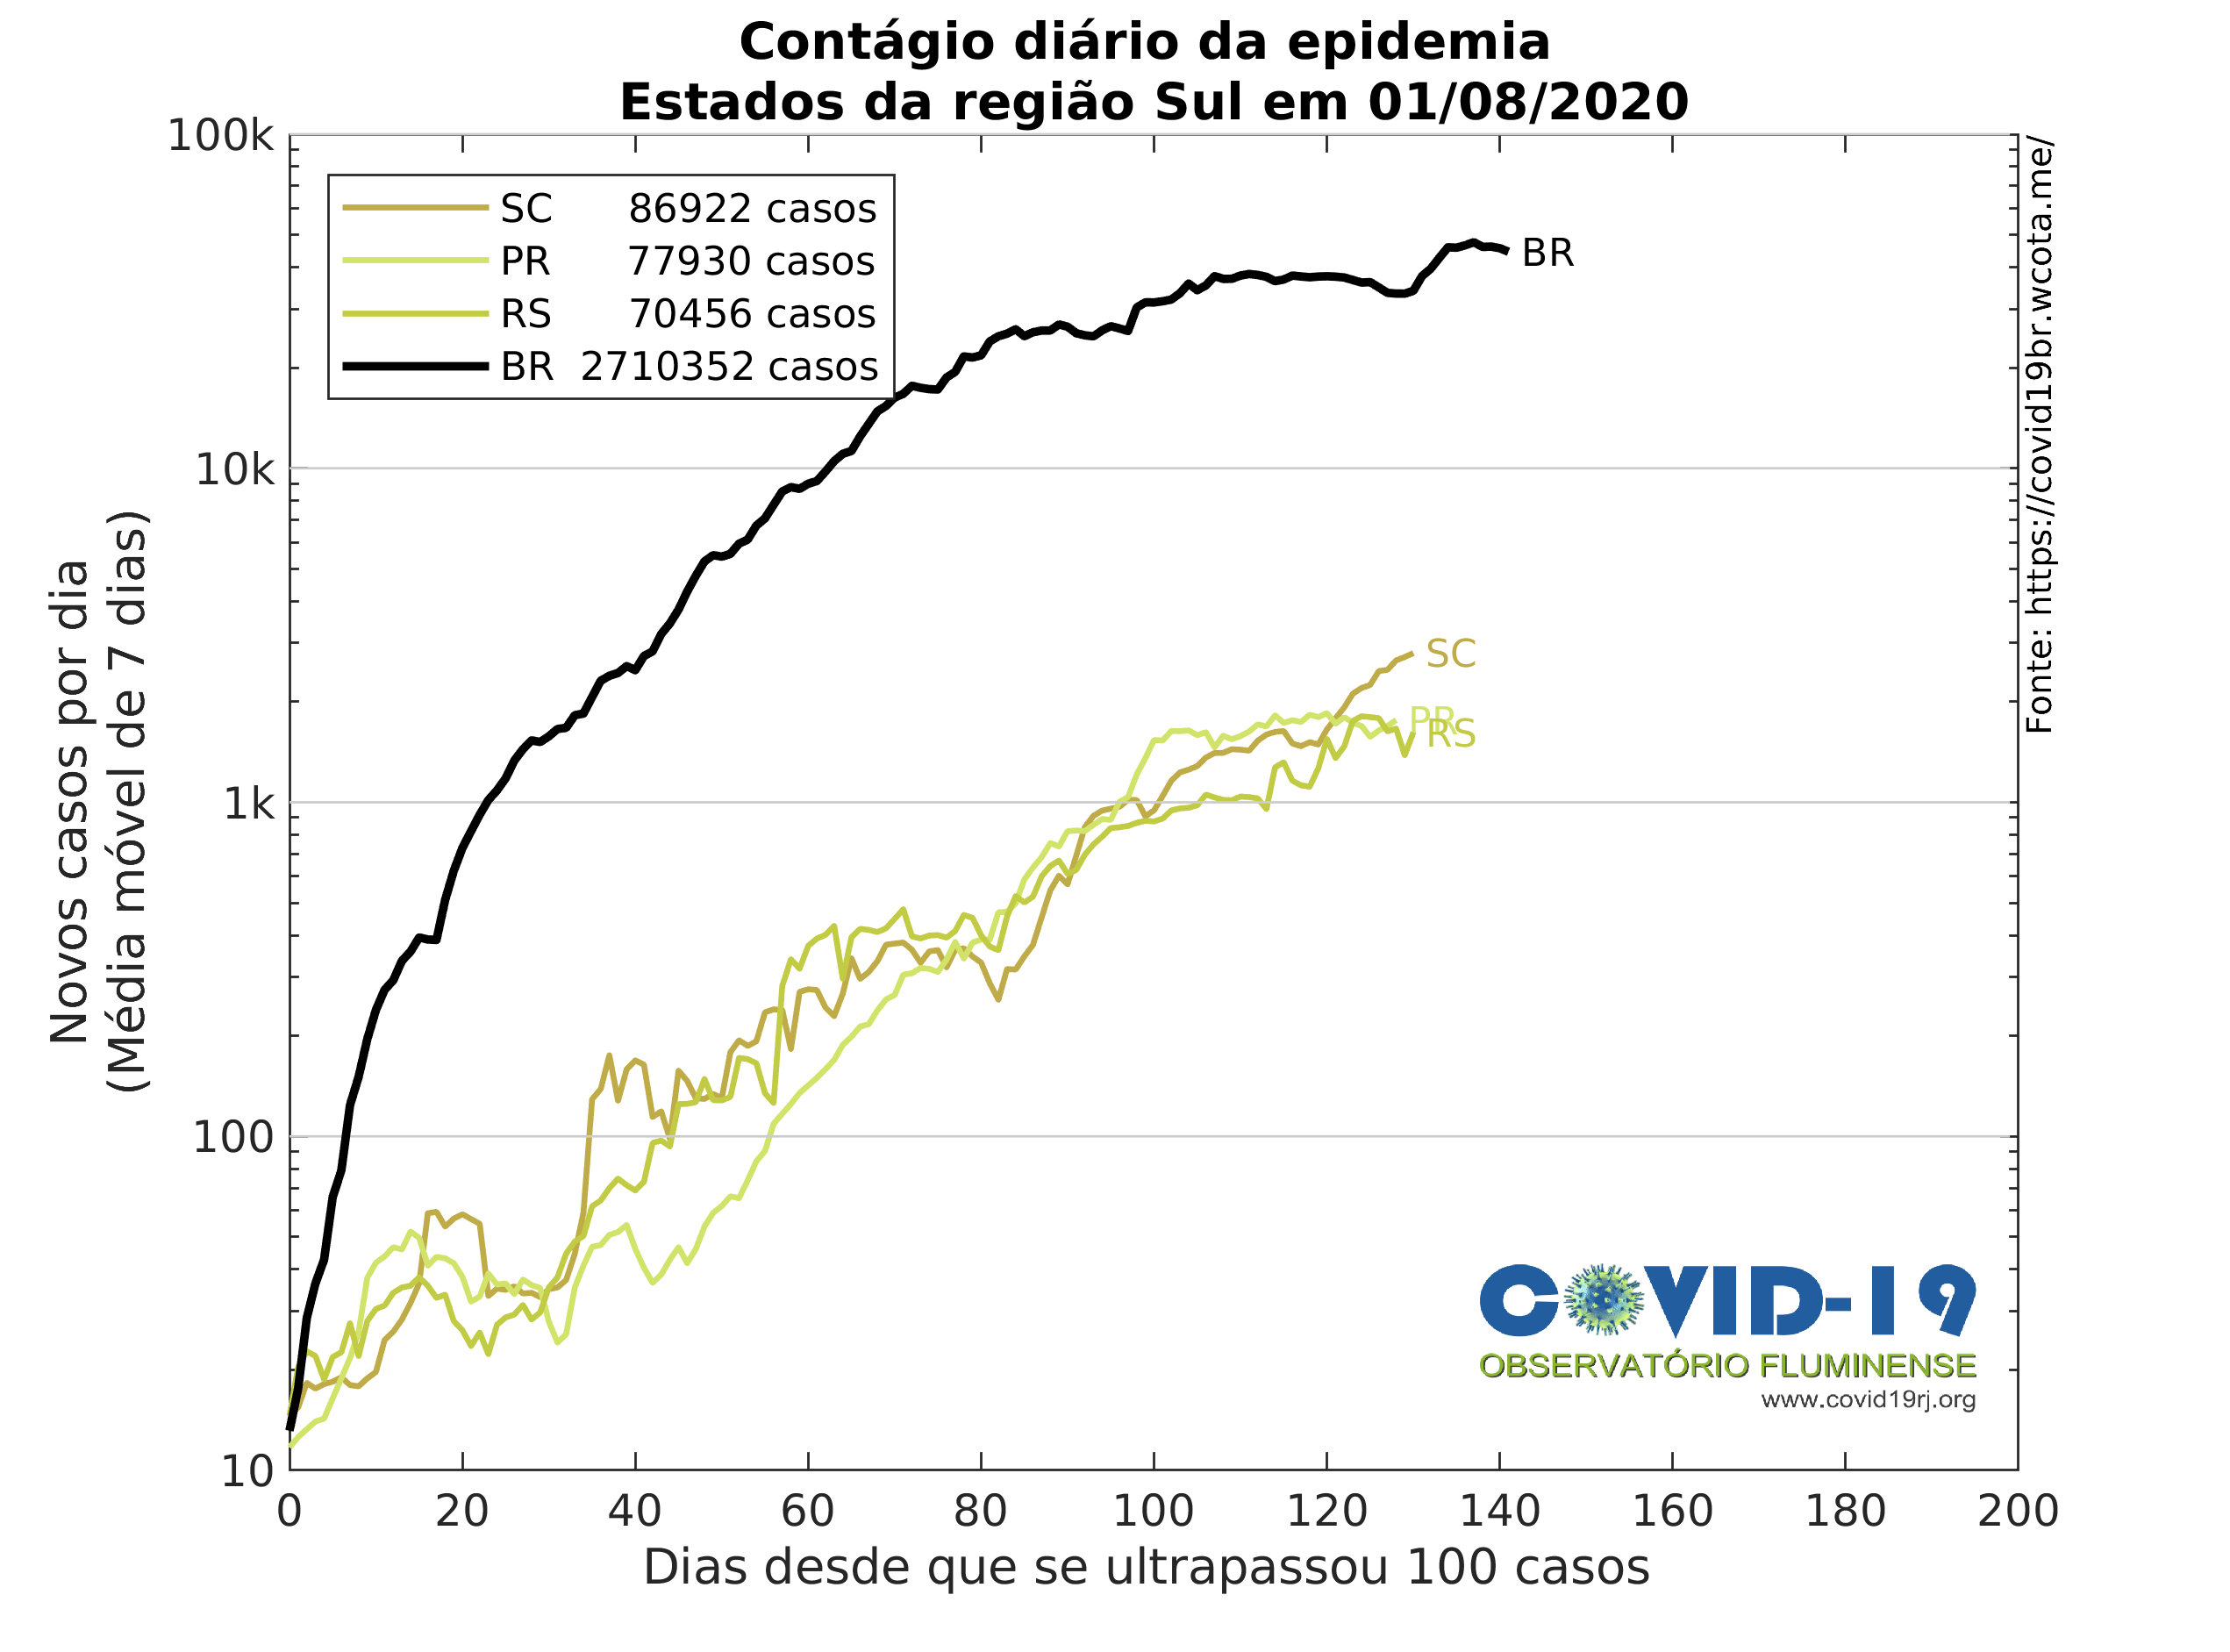 Contágio diário da epidemia
Estados da região Sul em 01/08/2020
100k
10k
1k
100
10
Novos casos por dia
(Média móvel de 7 dias)
SC 86922 casos
PR 77930 casos
RS 70456 casos
BR 2710352 casos
BR
SC
PR
RS
Fonte: https://covid19br.wcota.me/
COVID-19
OBSERVATÓRIO FLUMINENSE
www.covid19rj.org
0 20 40 60 80 100 120 140 160 180 200
Dias desde que se ultrapassou 100 casos